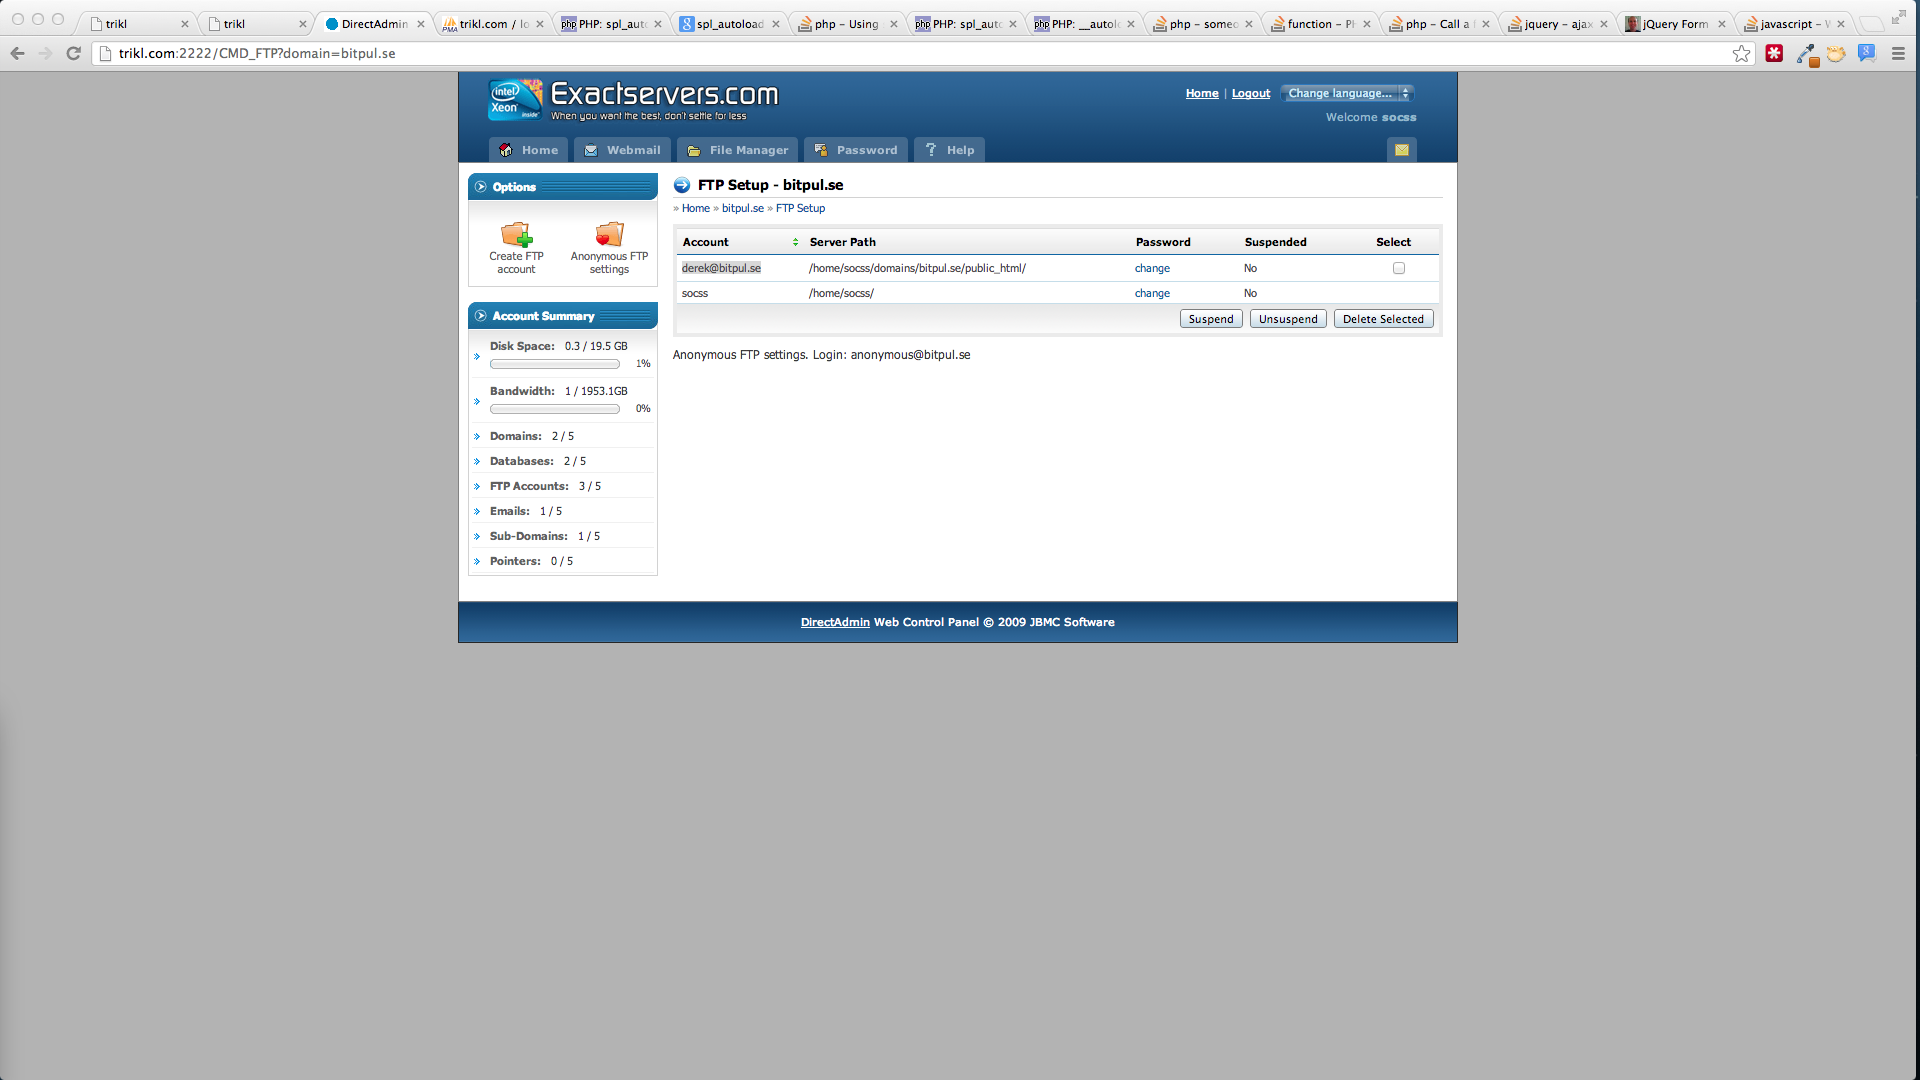 trikl
trikl
DirectAdmin
trikl.com / lo
PHP: spl_auto
spl_autoload
php – Using
PHP: spl_auto
PHP: __autolo
php – someo
function – PH
php – Call a f
jquery – ajax
jQuery Form
javascript – W
trikl.com:2222/CMD_FTP?domain=bitpul.se
intel Xeon inside
Exactservers.com
When you want the best, don't settle for less
Home | Logout
Change language...
Welcome socss
Home
Webmail
File Manager
Password
? Help
Options
Create FTP account
Anonymous FTP settings
Account Summary
Disk Space: 0.3 / 19.5 GB
1%
Bandwidth: 1 / 1953.1GB
0%
Domains: 2 / 5
Databases: 2 / 5
FTP Accounts: 3 / 5
Emails: 1 / 5
Sub-Domains: 1 / 5
Pointers: 0 / 5
FTP Setup - bitpul.se
» Home » bitpul.se » FTP Setup
Account Server Path Password Suspended Select
derek@bitpul.se /home/socss/domains/bitpul.se/public_html/ change No
socss /home/socss/ change No
Suspend Unsuspend Delete Selected
Anonymous FTP settings. Login: anonymous@bitpul.se
DirectAdmin Web Control Panel © 2009 JBMC Software